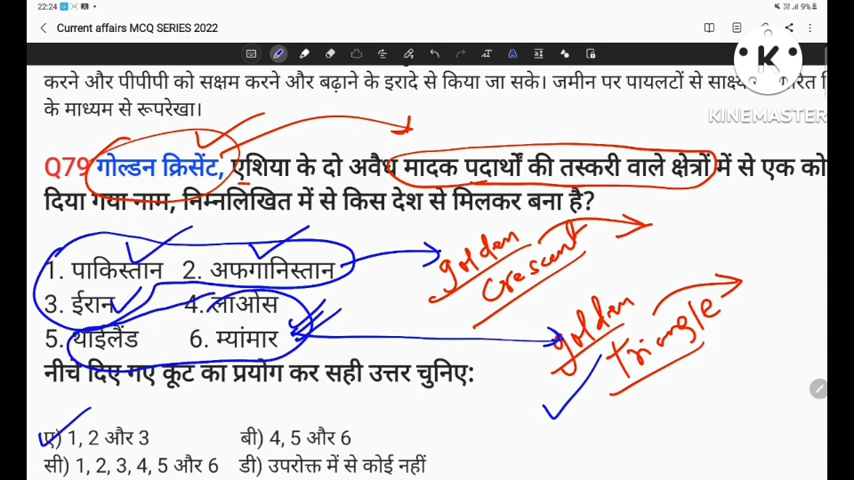 22:24
9%
Current affairs MCQ SERIES 2022
K
KINEMASTER
करने और पीपीपी को सक्षम करने और बढ़ाने के इरादे से किया जा सके। जमीन पर पायलटों से
के माध्यम से रूपरेखा।
Q79 गोल्डन क्रिसेंट, एशिया के दो अवैध मादक पदार्थों की तस्करी वाले क्षेत्रों में से एक को
दिया गया नाम, निम्नलिखित में से किस देश से मिलकर बना है?
1. पाकिस्तान 2. अफगानिस्तान
golden
crescent
3. ईरान 4. लाओस
5. थाईलैंड 6. म्यांमार
golden
triangle
नीचे दिए गए कूट का प्रयोग कर सही उत्तर चुनिए:
ए) 1, 2 और 3 बी) 4, 5 और 6
सी) 1, 2, 3, 4, 5 और 6 डी) उपरोक्त में से कोई नहीं